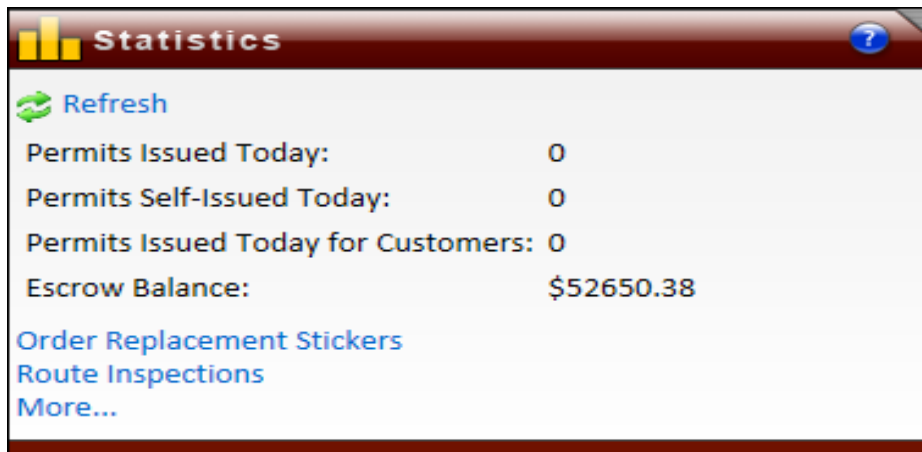 Statistics
?
Refresh
Permits Issued Today: 0
Permits Self-Issued Today: 0
Permits Issued Today for Customers: 0
Escrow Balance: $52650.38
Order Replacement Stickers
Route Inspections
More...